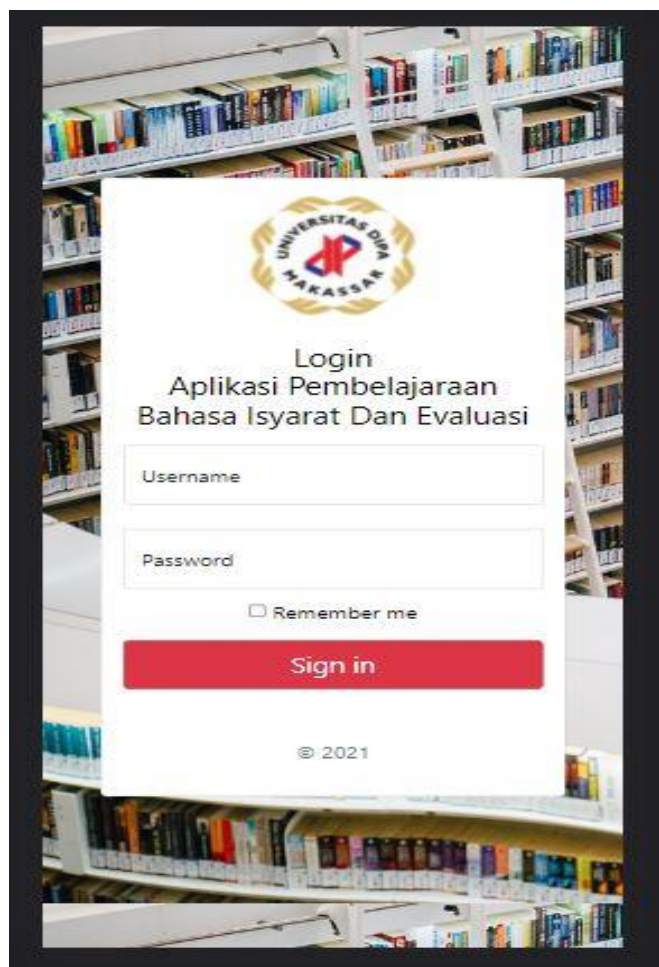 UNIVERSITAS DIPA
MAKASSAR
Login
Aplikasi Pembelajaraan
Bahasa Isyarat Dan Evaluasi
Username
Password
Remember me
Sign in
© 2021